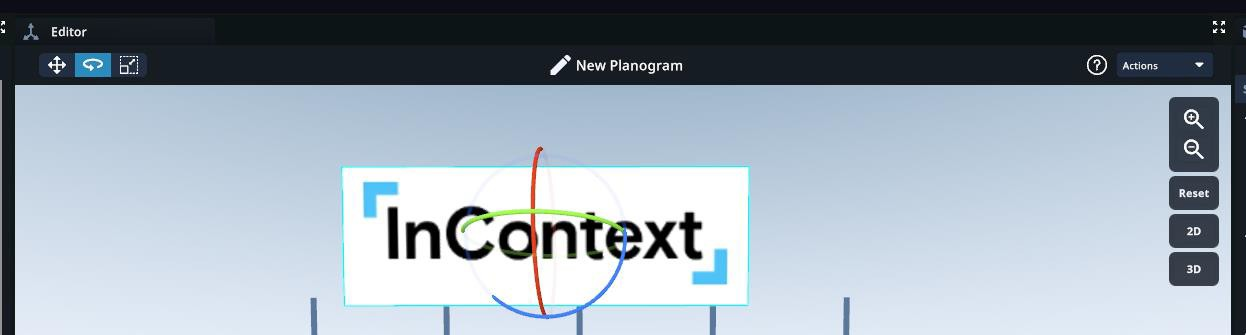 Editor
New Planogram
Actions
InContext
Reset
2D
3D